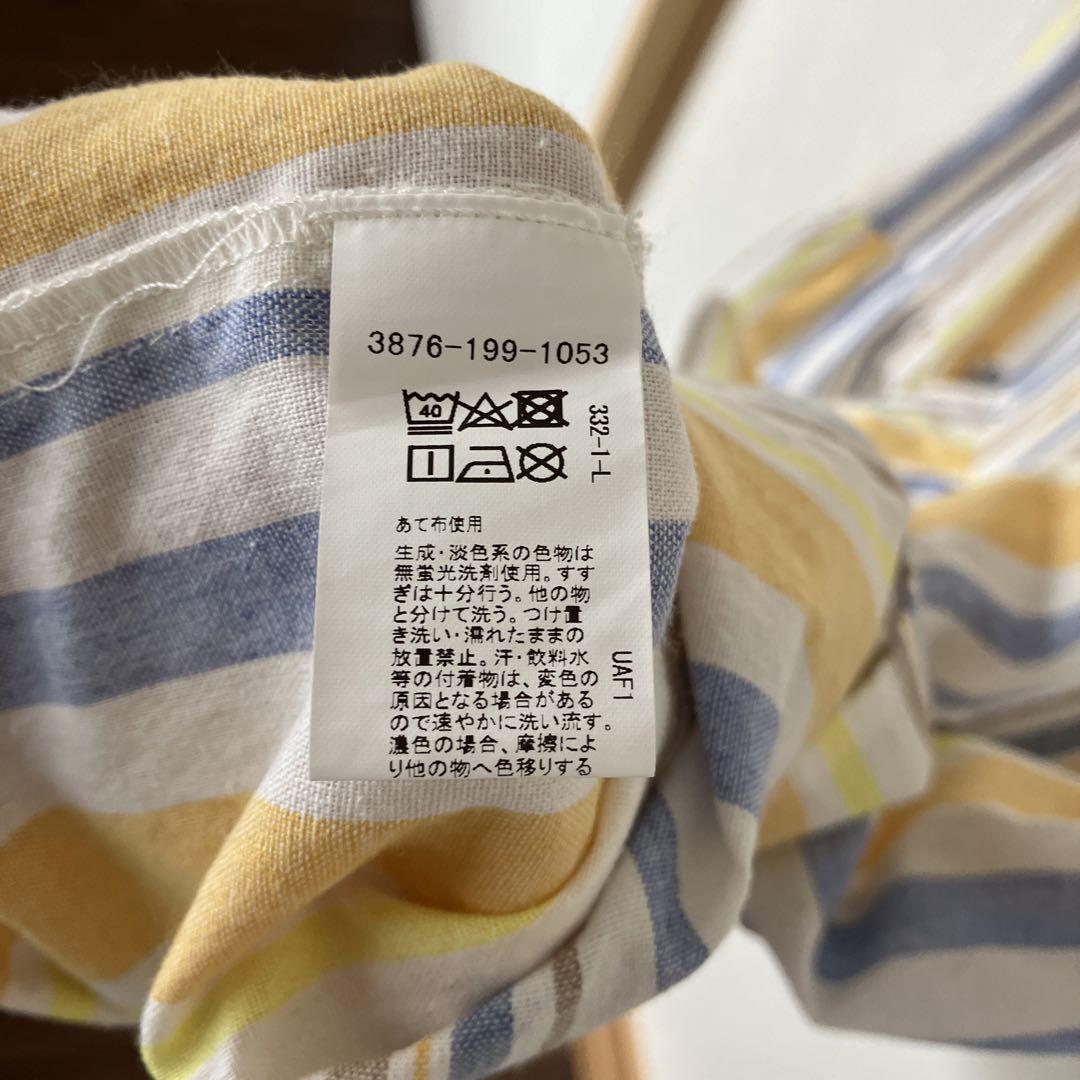 3876-199-1053
40
332-1-L
あて布使用
生成・淡色系の色物は
無蛍光洗剤使用。すす
ぎは十分行う。他の物
と分けて洗う。つけ置
き洗い・濡れたままの
放置禁止。汗・飲料水
等の付着物は、変色の
原因となる場合がある
ので速やかに洗い流す。
濃色の場合、摩擦によ
り他の物へ色移りする
UAF1